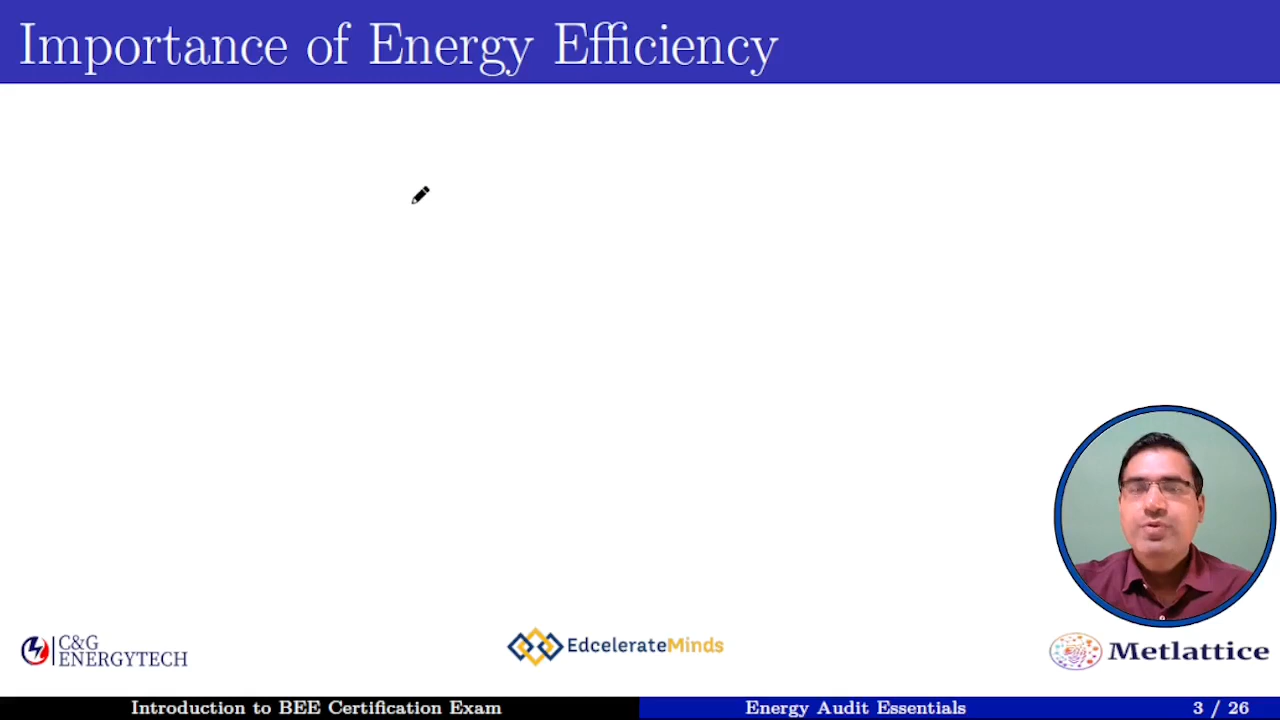 Importance of Energy Efficiency
C&G
ENERGYTECH
EdcelerateMinds
Metlattice
Introduction to BEE Certification Exam
Energy Audit Essentials
3 / 26